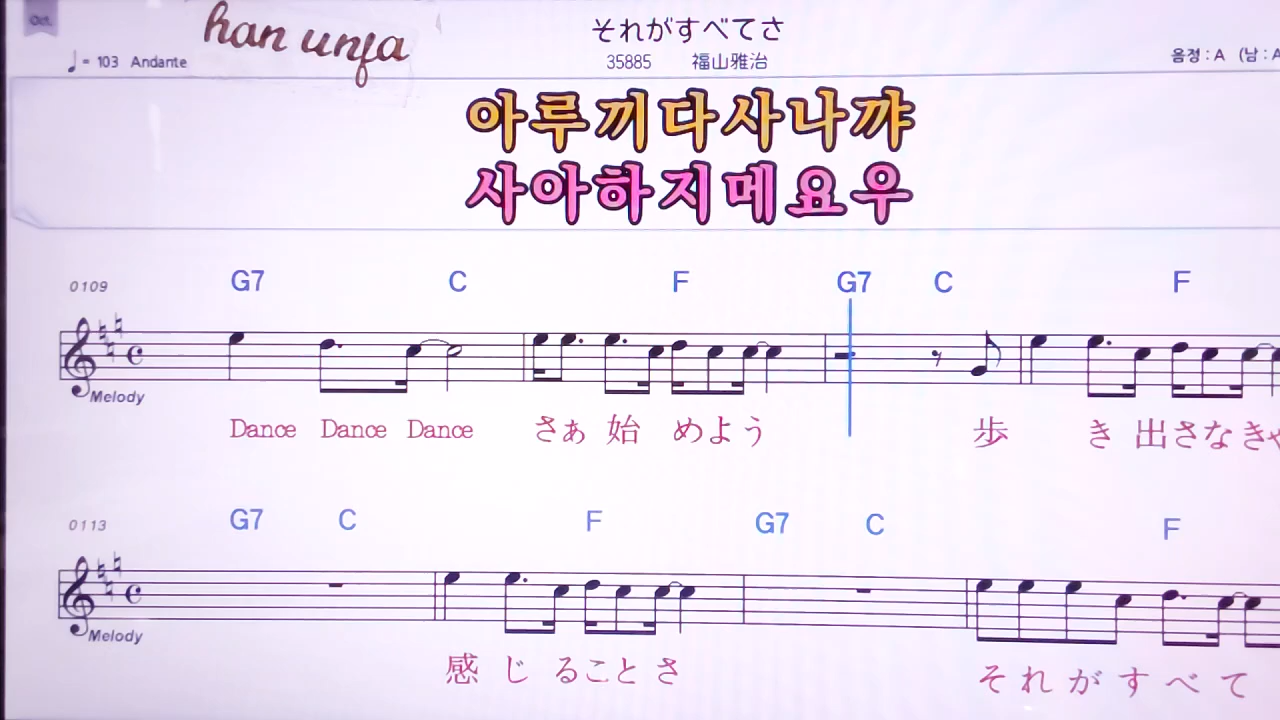 Oct.
han unfa
それがすべてさ
♩= 103 Andante
35885 福山雅治
음정 : A (남 : A
아루끼다사나꺄
사아하지메요우
0109 G7 C F G7 C F
Melody
Dance Dance Dance さぁ 始 めよう 歩 き 出さなきゃ
0113 G7 C F G7 C F
Melody
感 じ ること さ それがすべて